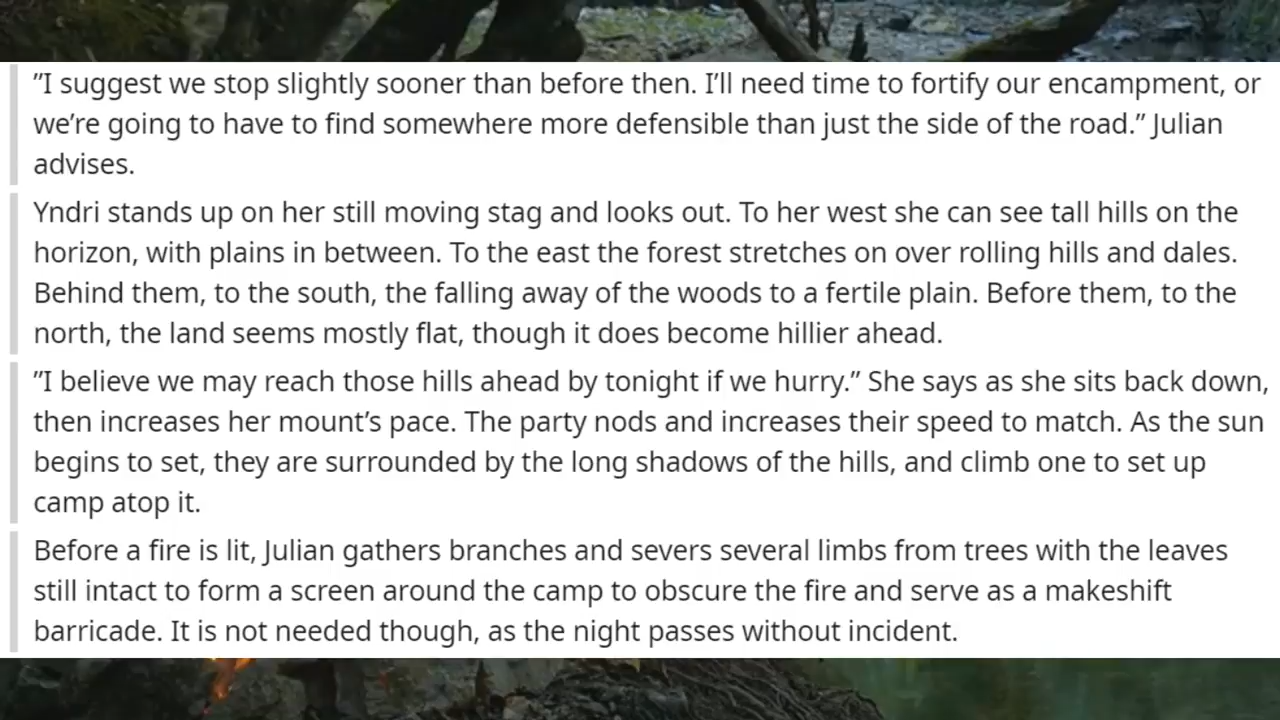 ”I suggest we stop slightly sooner than before then. I’ll need time to fortify our encampment, or
we’re going to have to find somewhere more defensible than just the side of the road.” Julian
advises.
Yndri stands up on her still moving stag and looks out. To her west she can see tall hills on the
horizon, with plains in between. To the east the forest stretches on over rolling hills and dales.
Behind them, to the south, the falling away of the woods to a fertile plain. Before them, to the
north, the land seems mostly flat, though it does become hillier ahead.
”I believe we may reach those hills ahead by tonight if we hurry.” She says as she sits back down,
then increases her mount’s pace. The party nods and increases their speed to match. As the sun
begins to set, they are surrounded by the long shadows of the hills, and climb one to set up
camp atop it.
Before a fire is lit, Julian gathers branches and severs several limbs from trees with the leaves
still intact to form a screen around the camp to obscure the fire and serve as a makeshift
barricade. It is not needed though, as the night passes without incident.